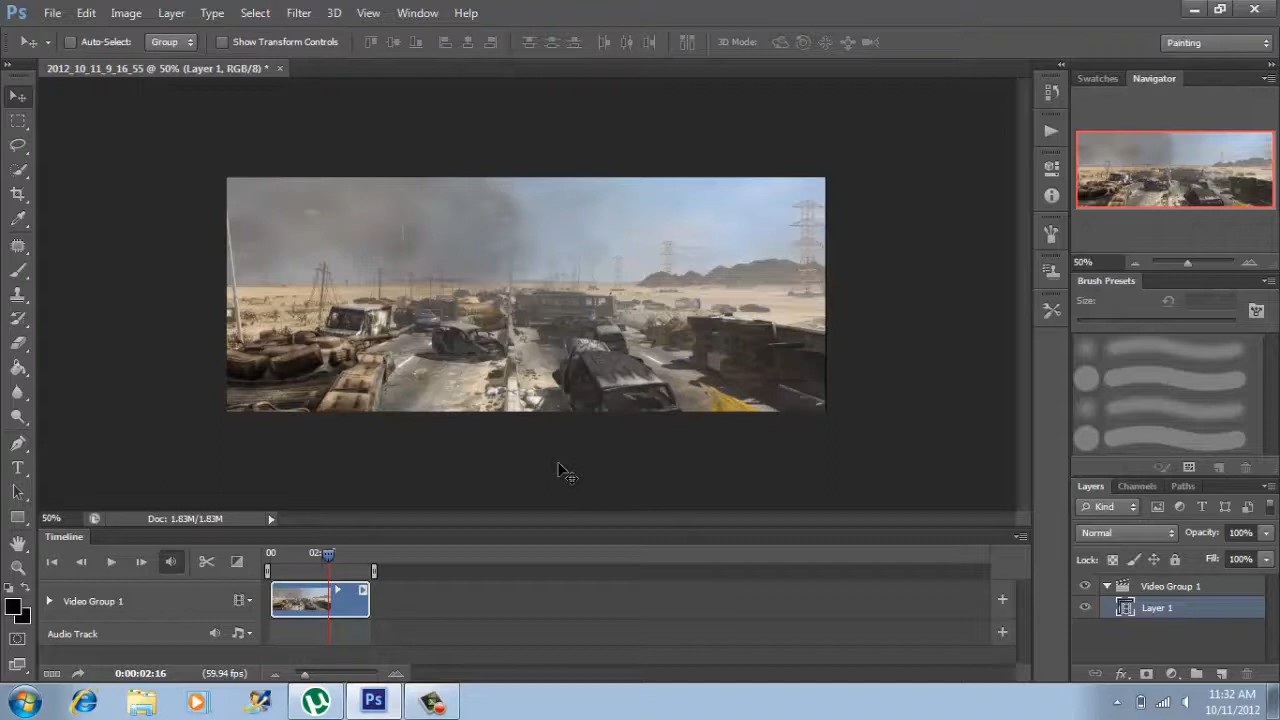 Ps File Edit Image Layer Type Select Filter 3D View Window Help
Auto-Select: Group Show Transform Controls 3D Mode: Painting
2012_10_11_9_16_55 @ 50% (Layer 1, RGB/8) * ×
Swatches Navigator
50%
Brush Presets
Size:
Layers Channels Paths
Kind
Normal Opacity: 100%
Lock: Fill: 100%
Video Group 1
Layer 1
50% Doc: 1.83M/1.83M
Timeline
00 02:
Video Group 1
Audio Track
0:00:02:16 (59.94 fps)
Ps
11:32 AM
10/11/2012